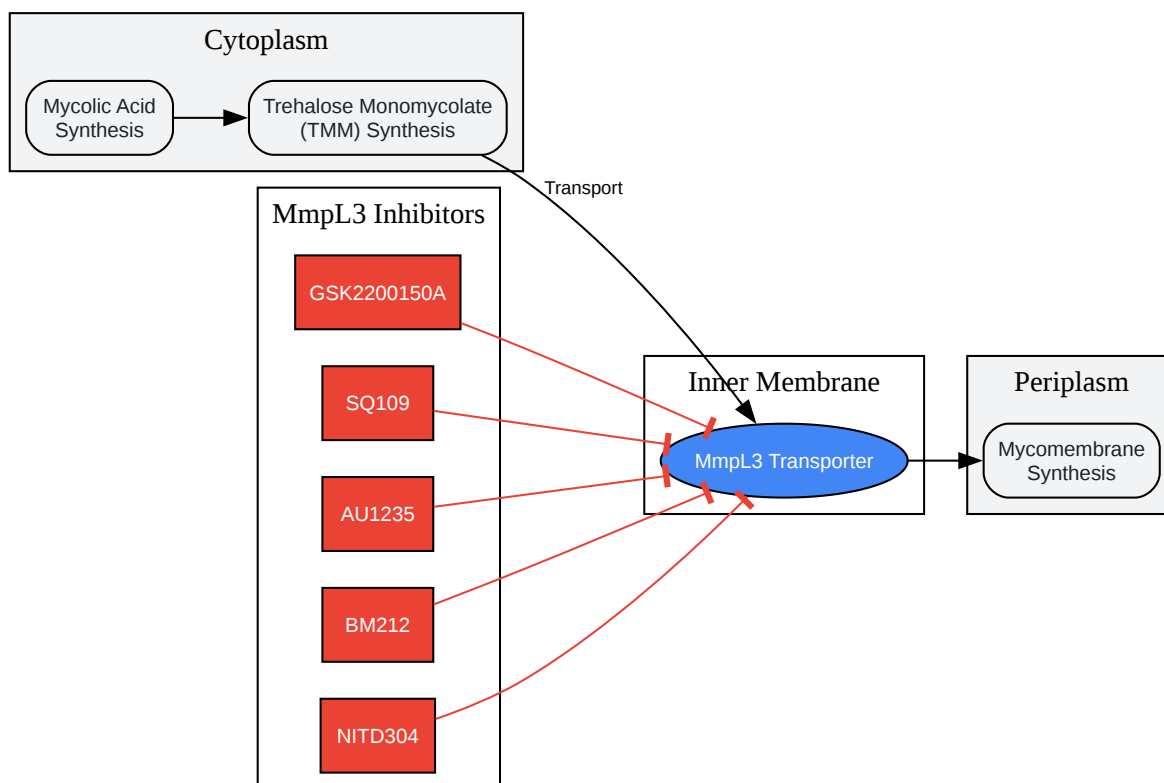 Cytoplasm
Mycolic Acid
Synthesis
Trehalose Monomycolate
(TMM) Synthesis
Transport
MmpL3 Inhibitors
GSK2200150A
SQ109
AU1235
BM212
NITD304
Inner Membrane
MmpL3 Transporter
Periplasm
Mycomembrane
Synthesis